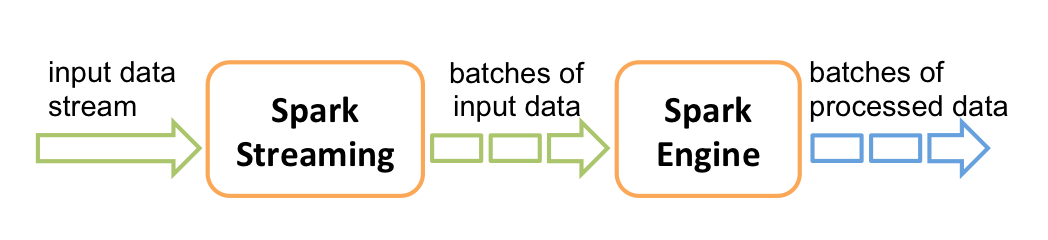 input data
stream
Spark
Streaming
batches of
input data
Spark
Engine
batches of
processed data